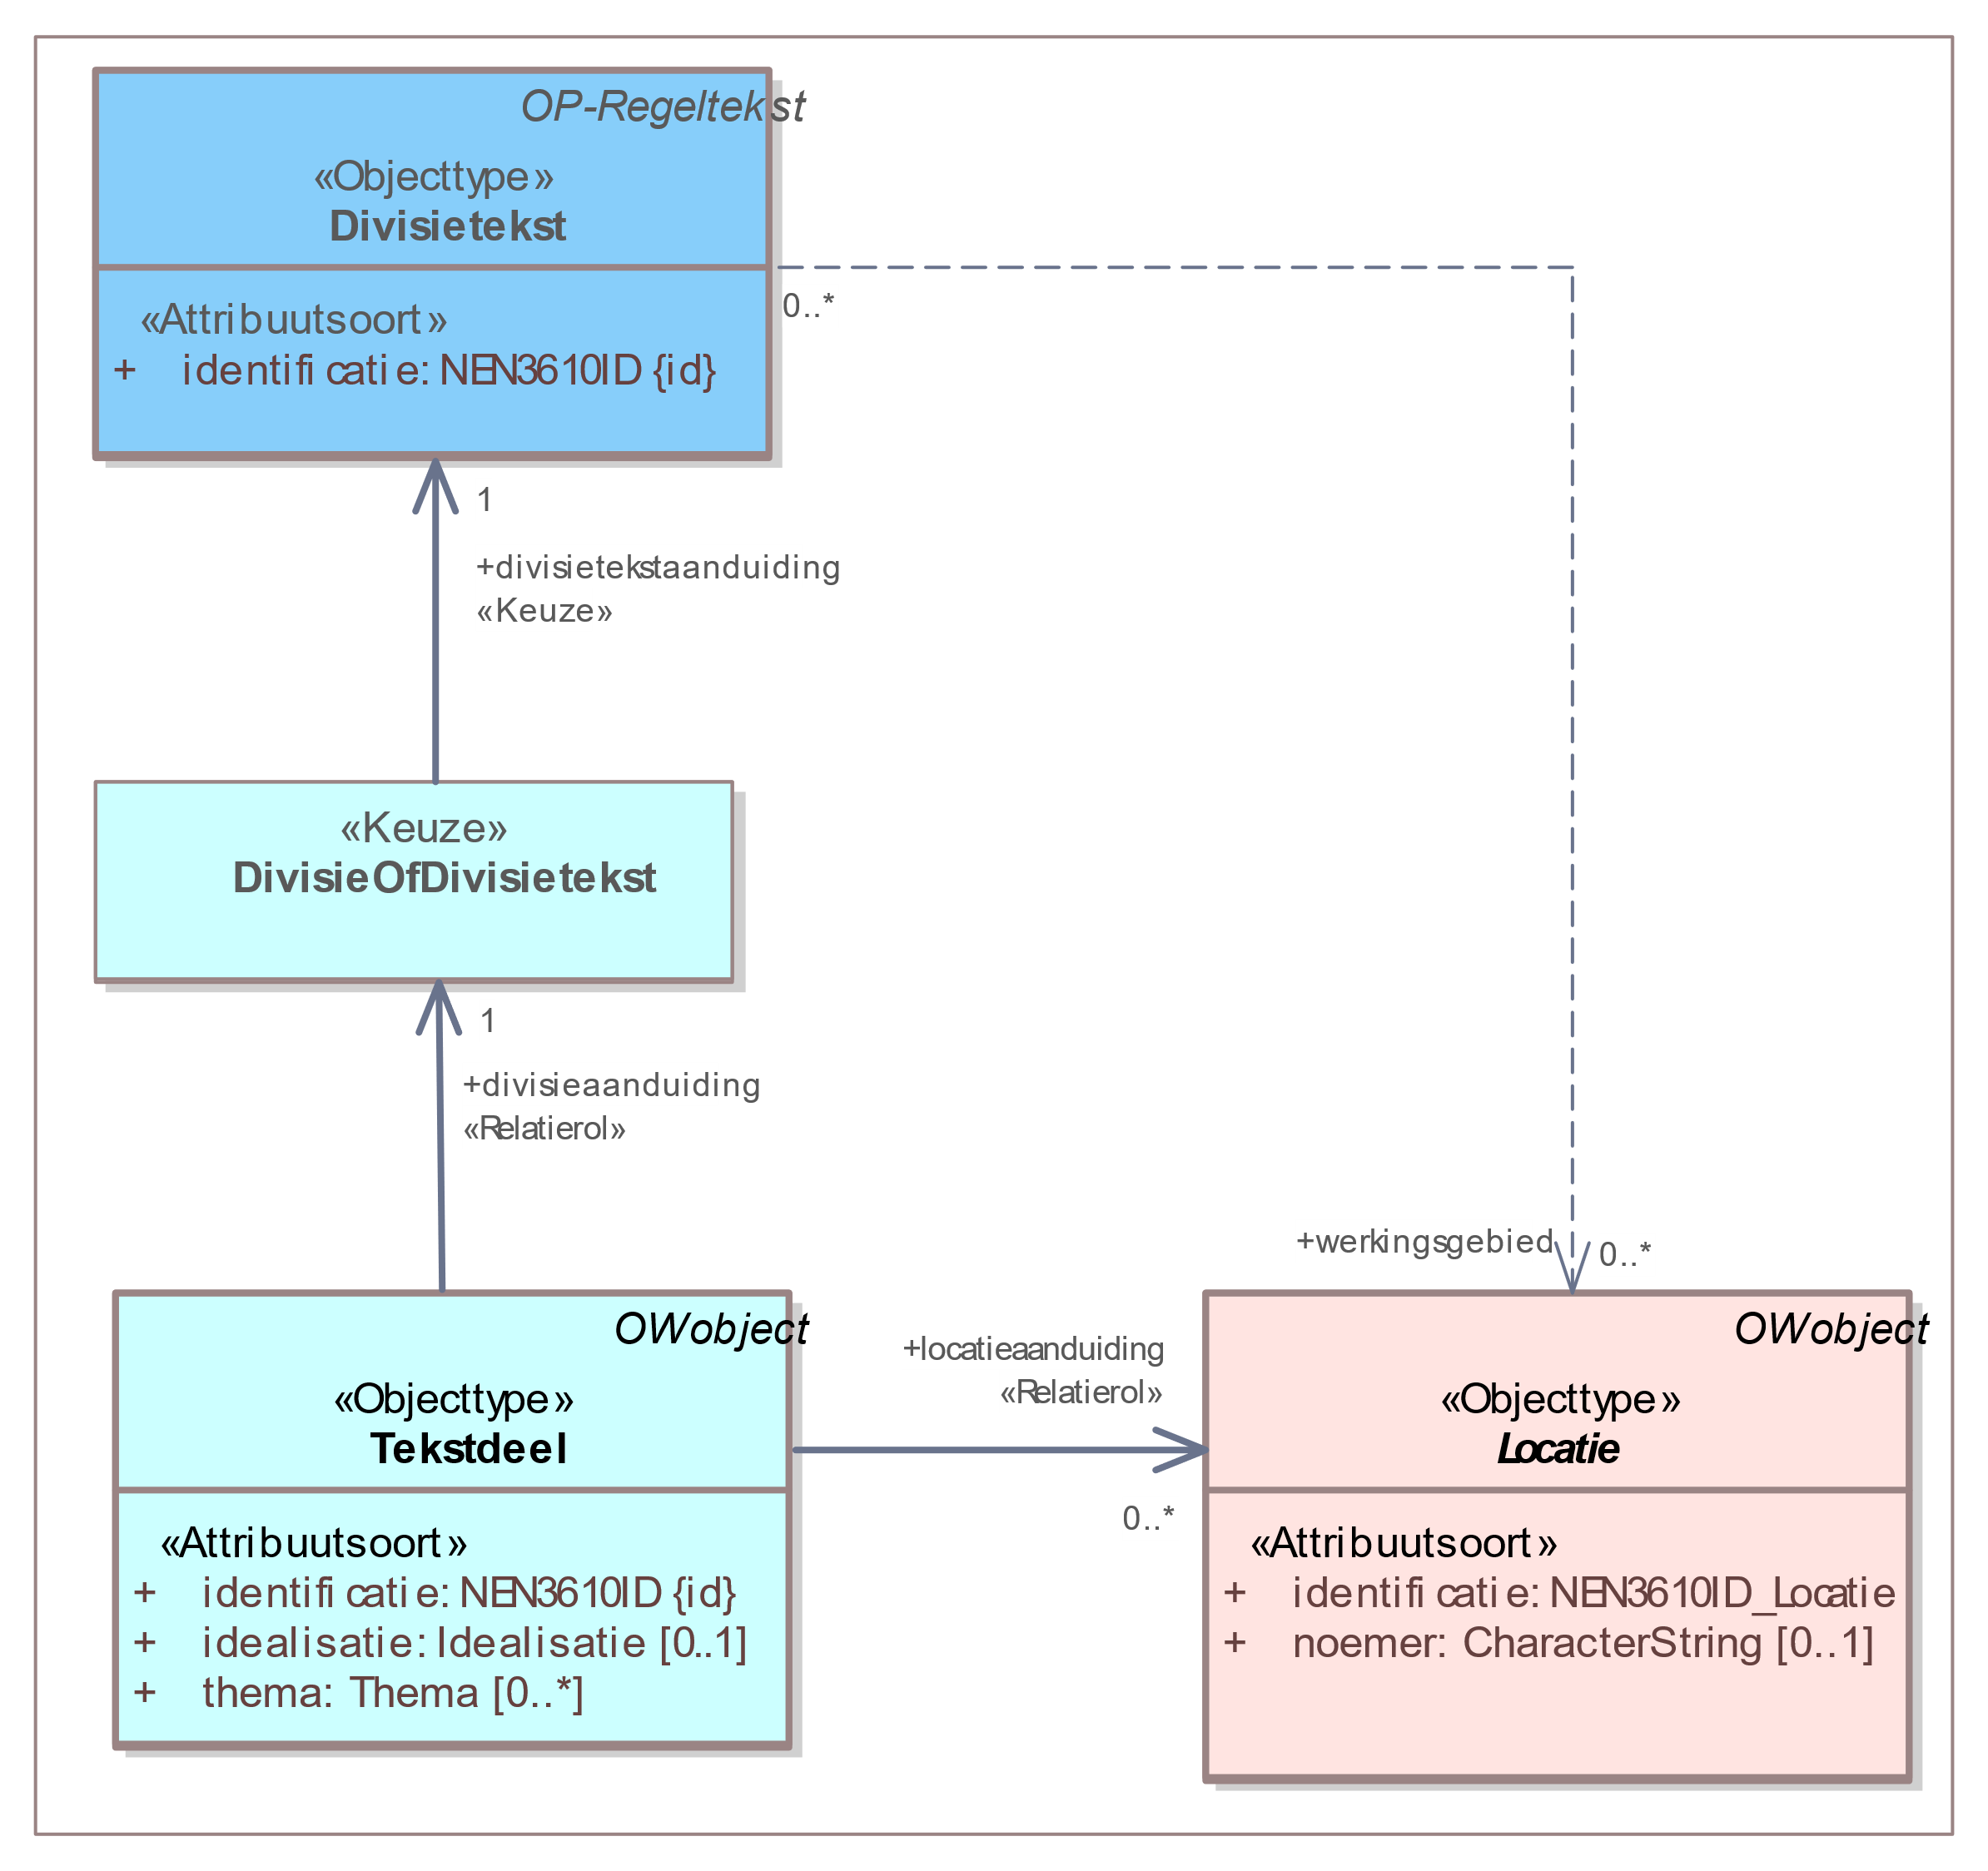 OP-Regeltekst
«Objecttype»
Divisietekst
«Attribuutsoort»
+ identificatie: NEN3610ID {id}
0..*
1
+divisietekstaanduiding
«Keuze»
«Keuze»
DivisieOfDivisietekst
1
+divisieaanduiding
«Relatierol»
+werkingsgebied
0..*
OWobject
«Objecttype»
Tekstdeel
«Attribuutsoort»
+ identificatie: NEN3610ID {id}
+ idealisatie: Idealisatie [0..1]
+ thema: Thema [0..*]
+locatieaanduiding
«Relatierol»
0..*
OWobject
«Objecttype»
Locatie
«Attribuutsoort»
+ identificatie: NEN3610ID_Locatie
+ noemer: CharacterString [0..1]